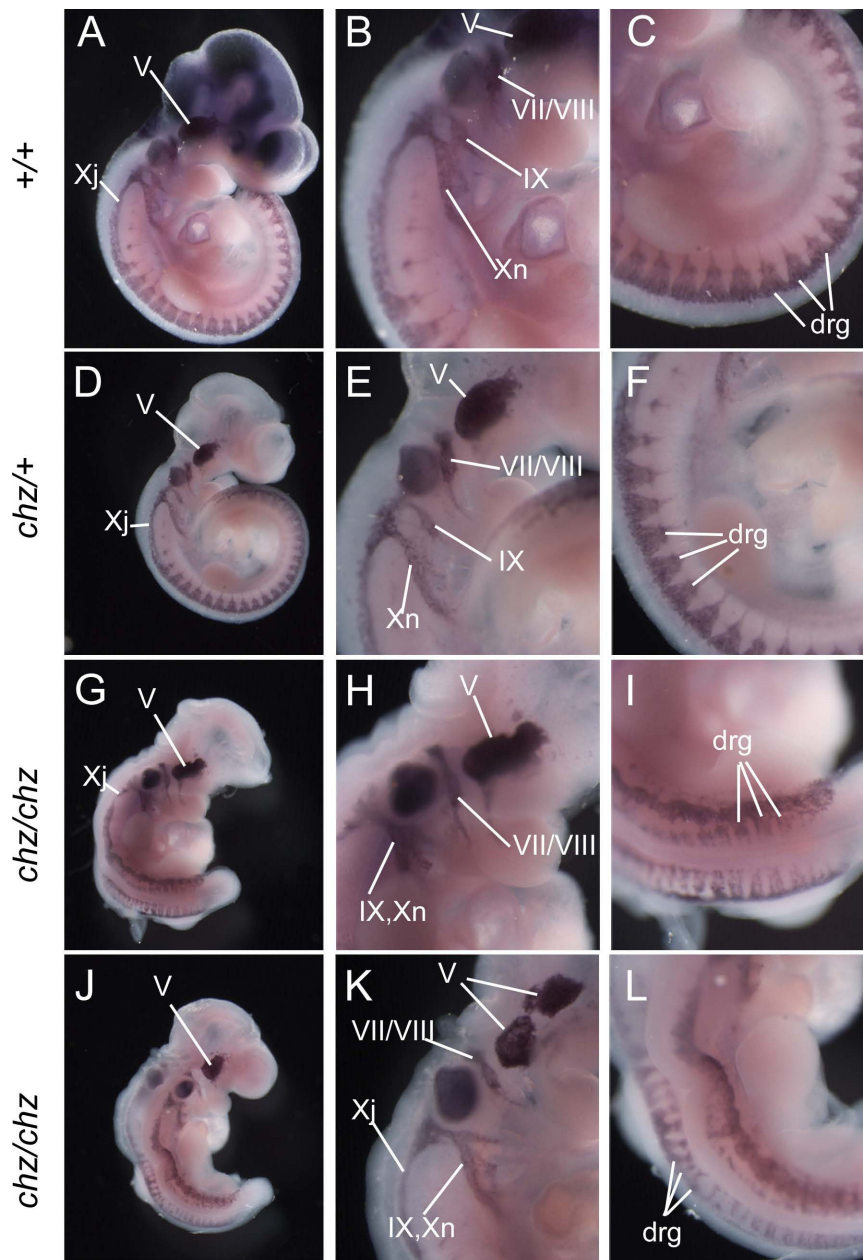 +/+
A
V
Xj
B
V
VII/VIII
IX
Xn
C
drg
chz/+
D
V
Xj
E
V
VII/VIII
IX
Xn
F
drg
chz/chz
G
V
Xj
H
V
VII/VIII
IX,Xn
I
drg
chz/chz
J
V
K
V
VII/VIII
Xj
IX,Xn
L
drg